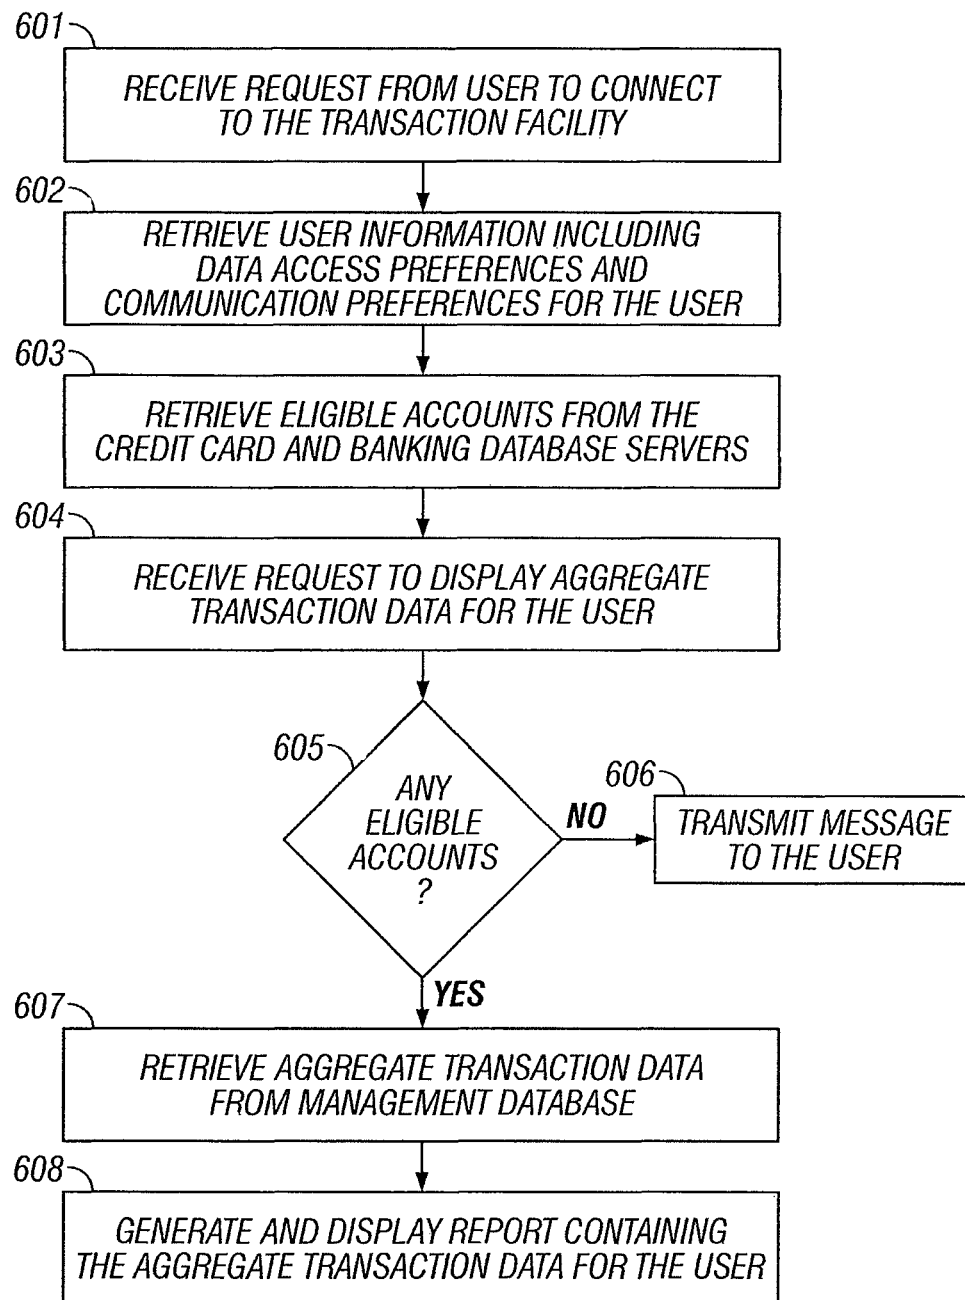 601
RECEIVE REQUEST FROM USER TO CONNECT
TO THE TRANSACTION FACILITY
602
RETRIEVE USER INFORMATION INCLUDING
DATA ACCESS PREFERENCES AND
COMMUNICATION PREFERENCES FOR THE USER
603
RETRIEVE ELIGIBLE ACCOUNTS FROM THE
CREDIT CARD AND BANKING DATABASE SERVERS
604
RECEIVE REQUEST TO DISPLAY AGGREGATE
TRANSACTION DATA FOR THE USER
605
ANY
ELIGIBLE
ACCOUNTS
?
NO
606
TRANSMIT MESSAGE
TO THE USER
YES
607
RETRIEVE AGGREGATE TRANSACTION DATA
FROM MANAGEMENT DATABASE
608
GENERATE AND DISPLAY REPORT CONTAINING
THE AGGREGATE TRANSACTION DATA FOR THE USER